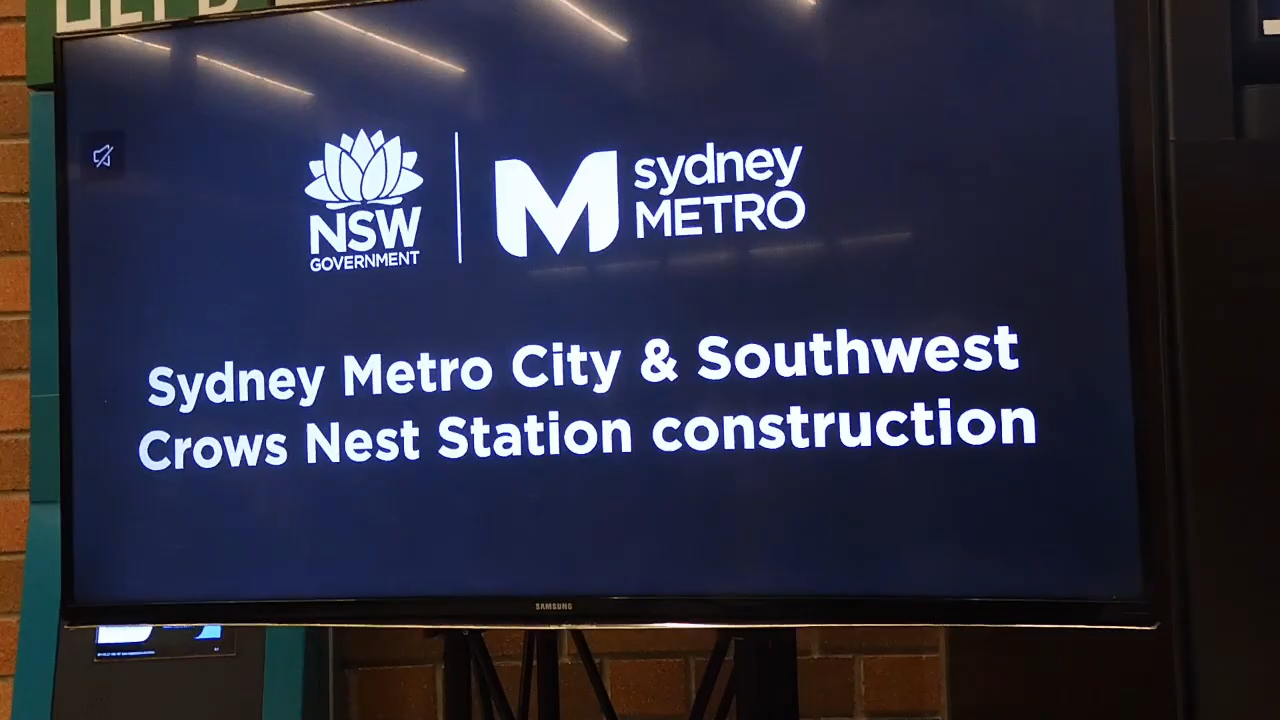 NSW
GOVERNMENT
M
sydney
METRO
Sydney Metro City & Southwest
Crows Nest Station construction
SAMSUNG